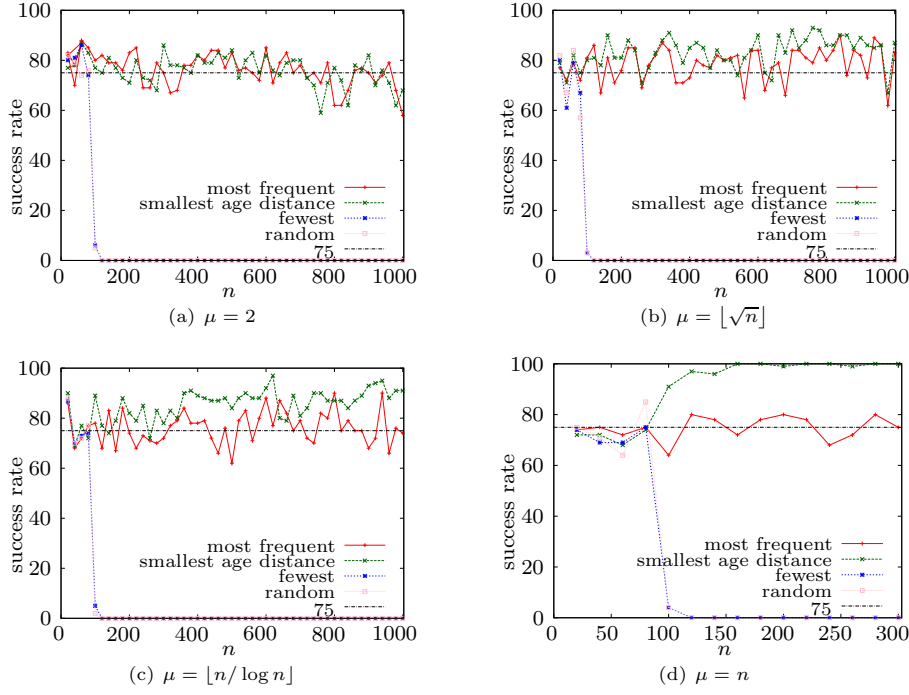 100
80
60
40
20
0
success rate
most frequent
smallest age distance
fewest
random
75
0 200 400 600 800 1000
n
(a) μ = 2
100
80
60
40
20
0
success rate
most frequent
smallest age distance
fewest
random
75
0 200 400 600 800 1000
n
(b) μ = ⌊√n⌋
100
80
60
40
20
0
success rate
most frequent
smallest age distance
fewest
random
75
0 200 400 600 800 1000
n
(c) μ = ⌊n/ log n⌋
100
80
60
40
20
0
success rate
most frequent
smallest age distance
fewest
random
75
0 50 100 150 200 250 300
n
(d) μ = n